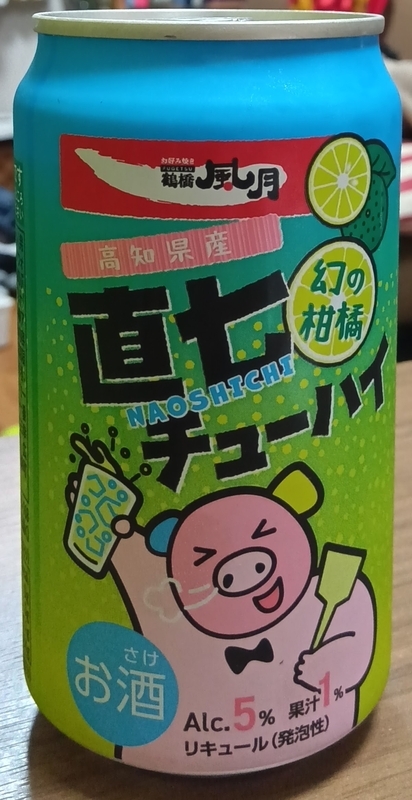 お好み焼き
FUGETSU
鶴橋 風月
高知県産
幻の
柑橘
直七
NAOSHICHI
チューハイ
さけ
お酒
Alc.5% 果汁1%
リキュール(発泡性)